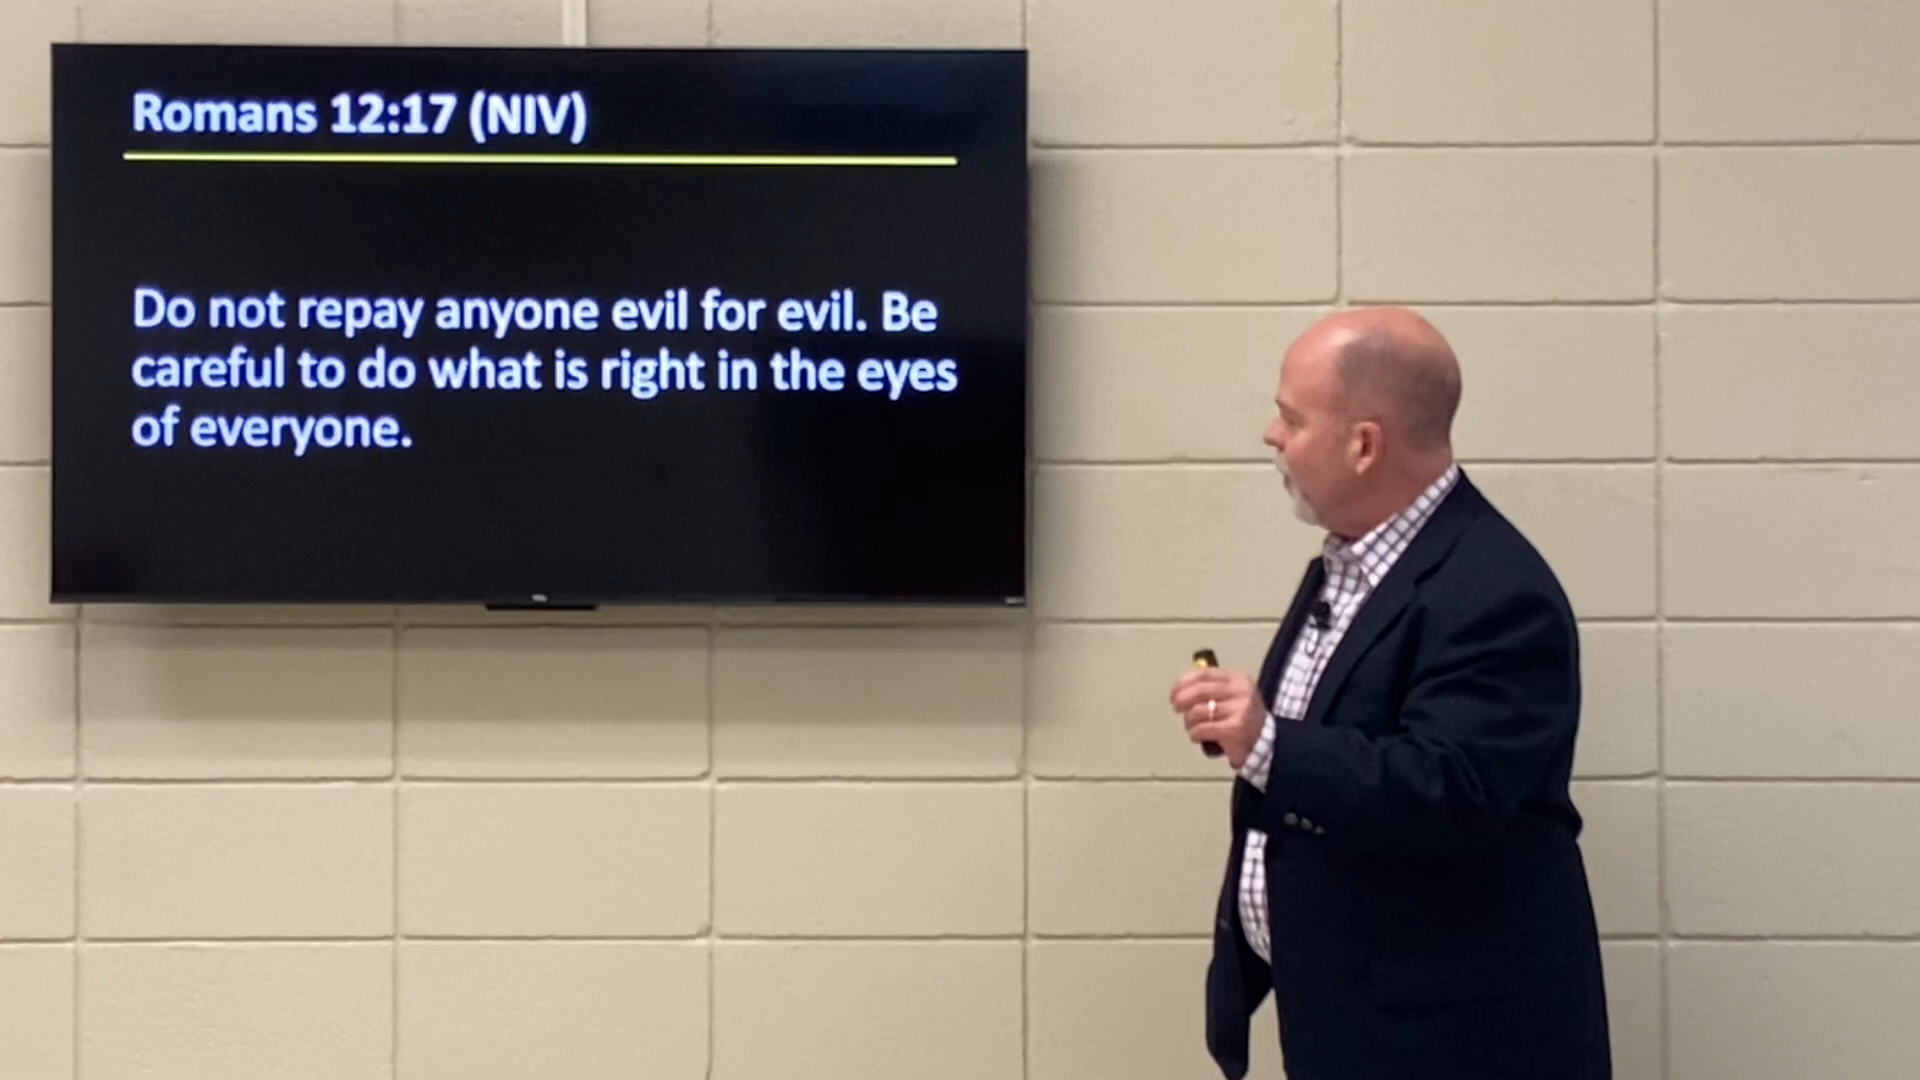 Romans 12:17 (NIV)
Do not repay anyone evil for evil. Be
careful to do what is right in the eyes
of everyone.